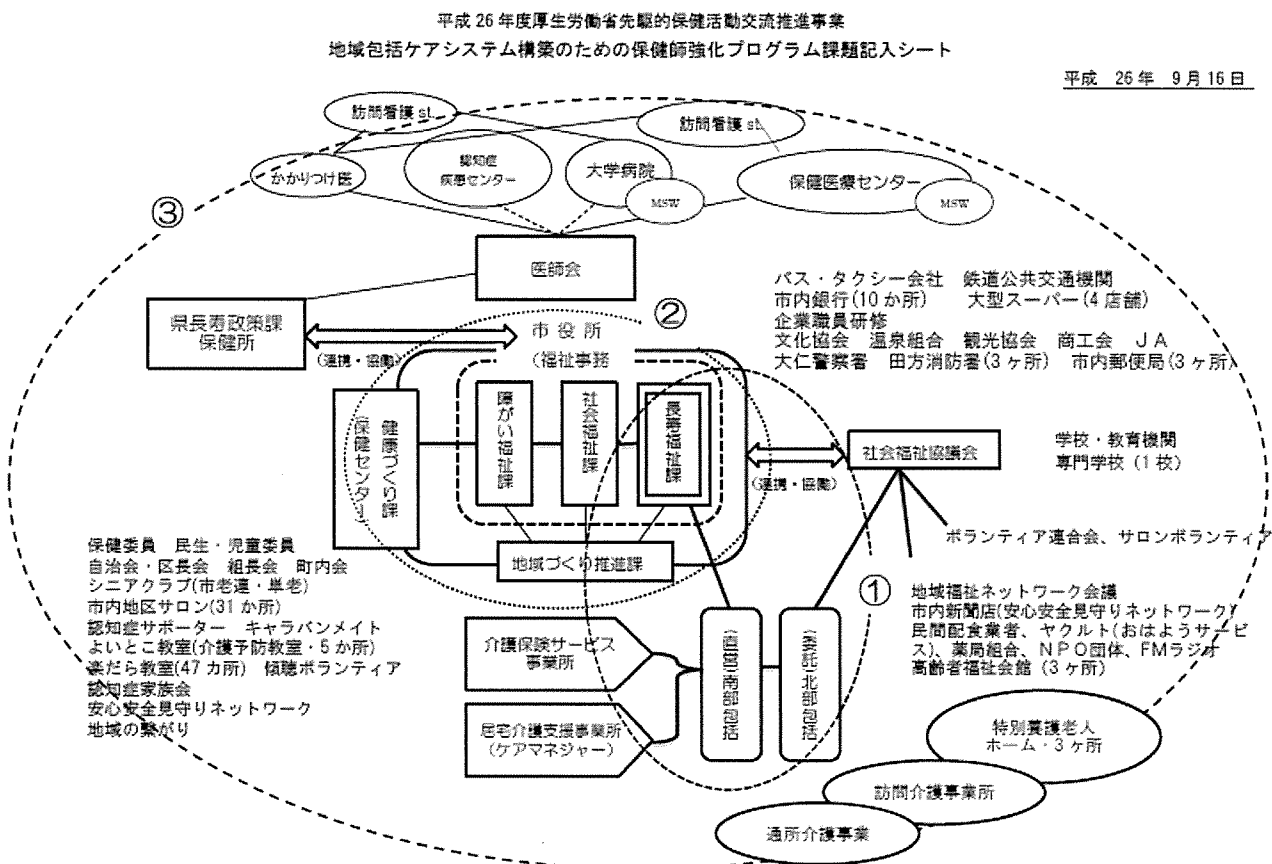 平成26年度厚生労働省先駆的保健活動交流推進事業
地域包括ケアシステム構築のための保健師強化プログラム課題記入シート
平成 26年 9月16日
訪問看護st.
訪問看護st.
かかりつけ医
認知症
疾患センター
大学病院
MSW
保健医療センター
MSW
③
医師会
県長寿政策課
保健所
(連携・協働)
市役所
②
(福祉事務
健康づくり課
(保健センター)
障がい福祉課
社会福祉課
長寿福祉課
地域づくり推進課
バス・タクシー会社 鉄道公共交通機関
市内銀行(10か所) 大型スーパー(4店舗)
企業職員研修
文化協会 温泉組合 観光協会 商工会 JA
大仁警察署 田方消防署(3ヶ所) 市内郵便局(3ヶ所)
(連携・協働)
社会福祉協議会
学校・教育機関
専門学校(1校)
ボランティア連合会、サロンボランティア
保健委員 民生・児童委員
自治会・区長会 組長会 町内会
シニアクラブ(市老連・単老)
市内地区サロン(31か所)
認知症サポーター キャラバンメイト
よいとこ教室(介護予防教室・5か所)
楽だら教室(47カ所) 傾聴ボランティア
認知症家族会
安心安全見守りネットワーク
地域の繋がり
①
地域福祉ネットワーク会議
市内新聞店(安心安全見守りネットワーク)
民間配食業者、ヤクルト(おはようサービ
ス)、薬局組合、NPO団体、FMラジオ
高齢者福祉会館(3ヶ所)
介護保険サービス
事業所
居宅介護支援事業所
(ケアマネジャー)
(直営)南部包括
(委託)北部包括
特別養護老人
ホーム・3ヶ所
訪問介護事業所
通所介護事業